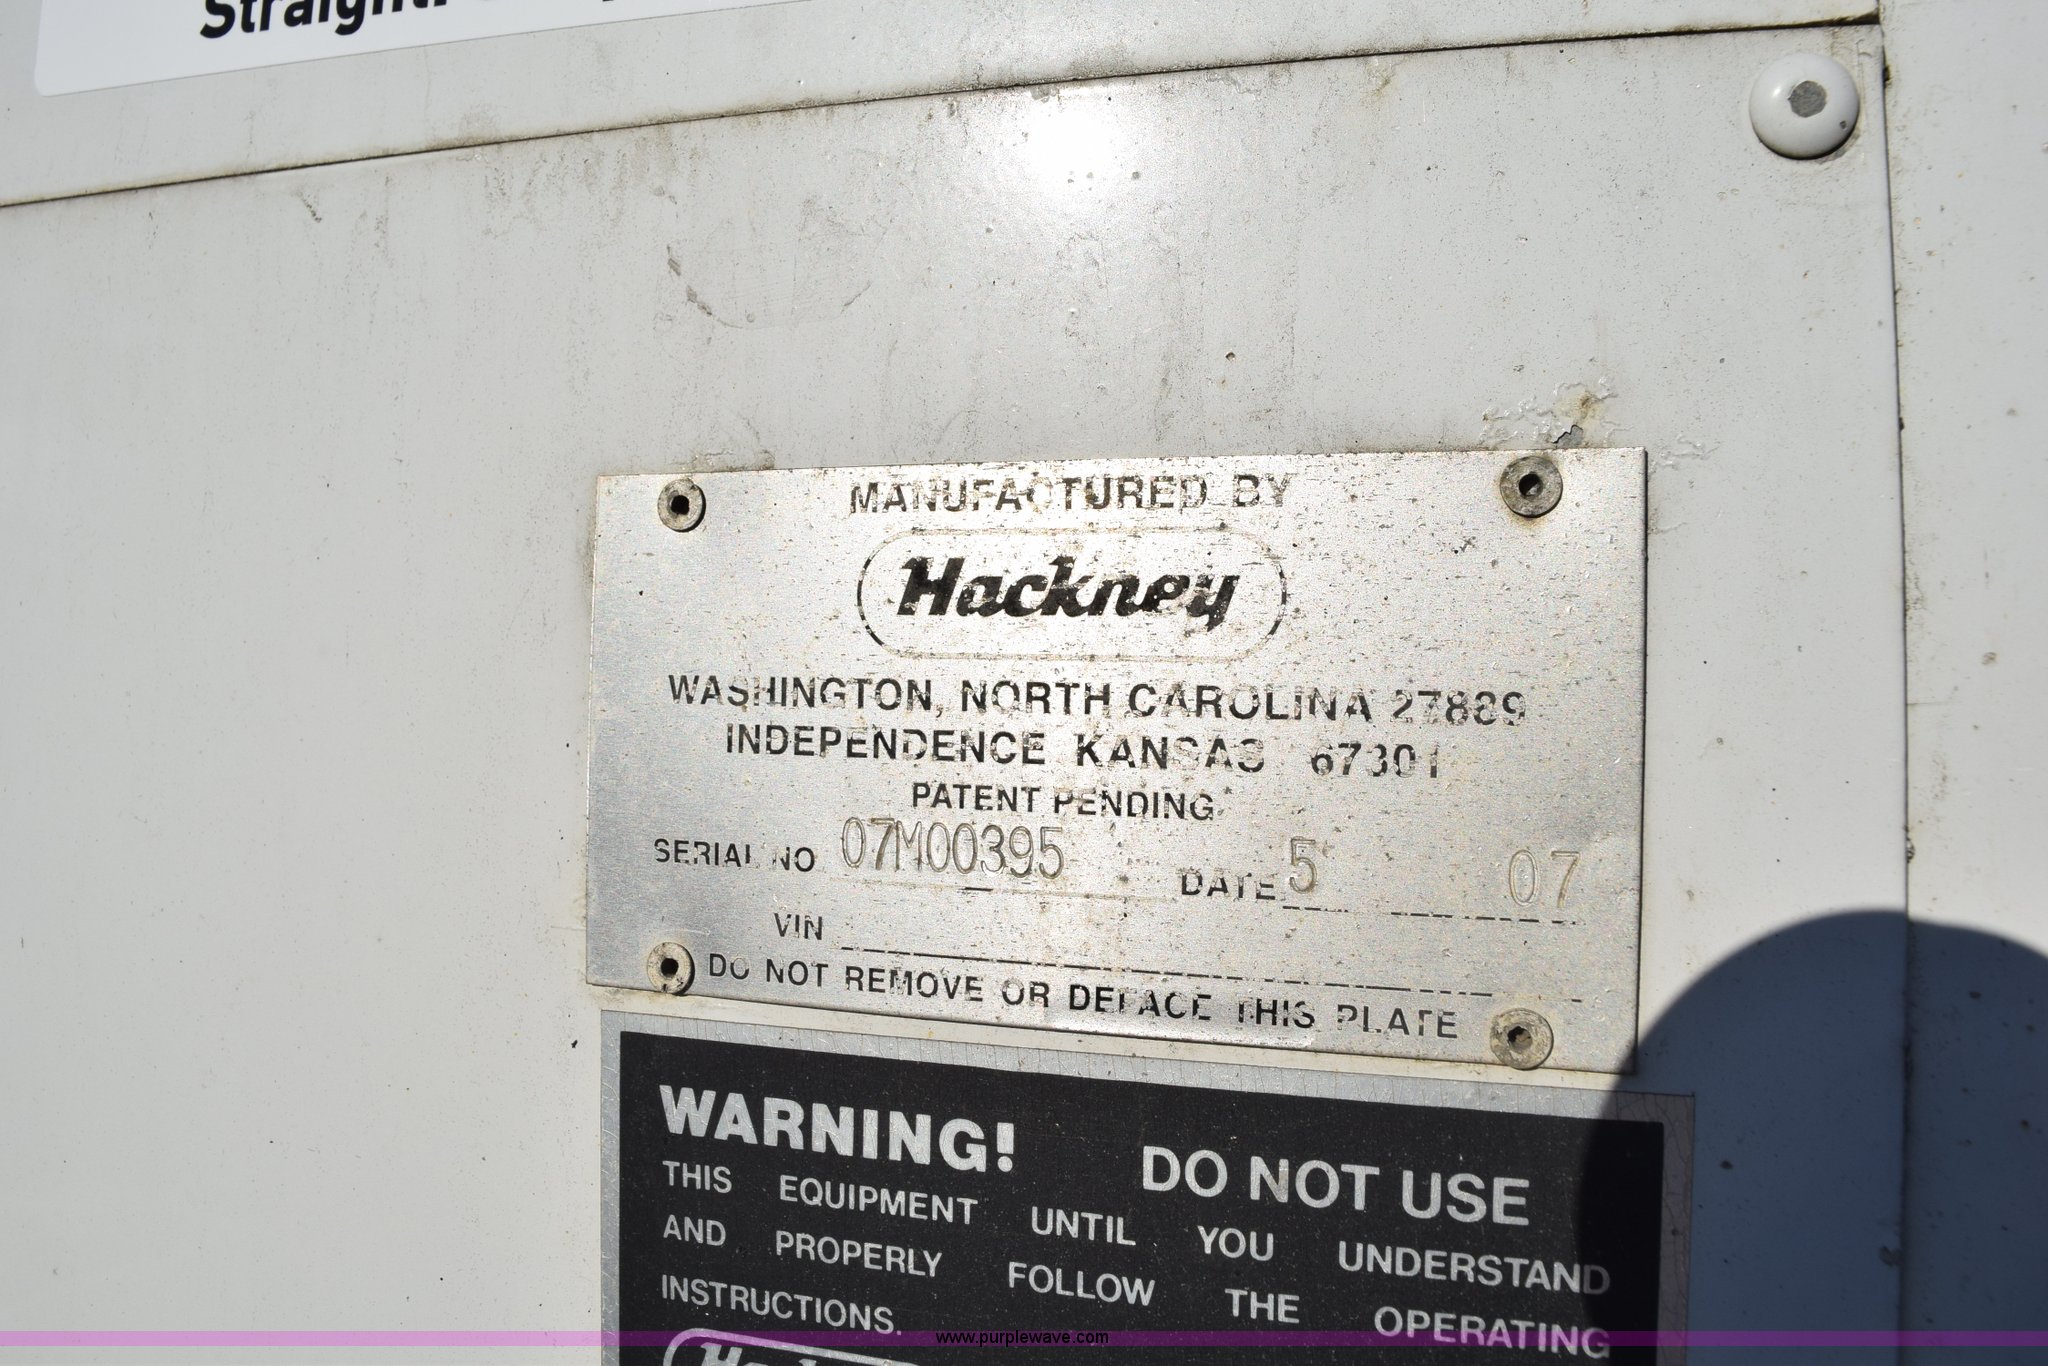 MANUFACTURED BY
Hackney
WASHINGTON, NORTH CAROLINA 27889
INDEPENDENCE KANSAS 67301
PATENT PENDING
SERIAL NO 07M00395 DATE 5 07
VIN
DO NOT REMOVE OR DEFACE THIS PLATE
WARNING! DO NOT USE
THIS EQUIPMENT UNTIL YOU UNDERSTAND
AND PROPERLY FOLLOW THE OPERATING
INSTRUCTIONS.
www.purplewave.com